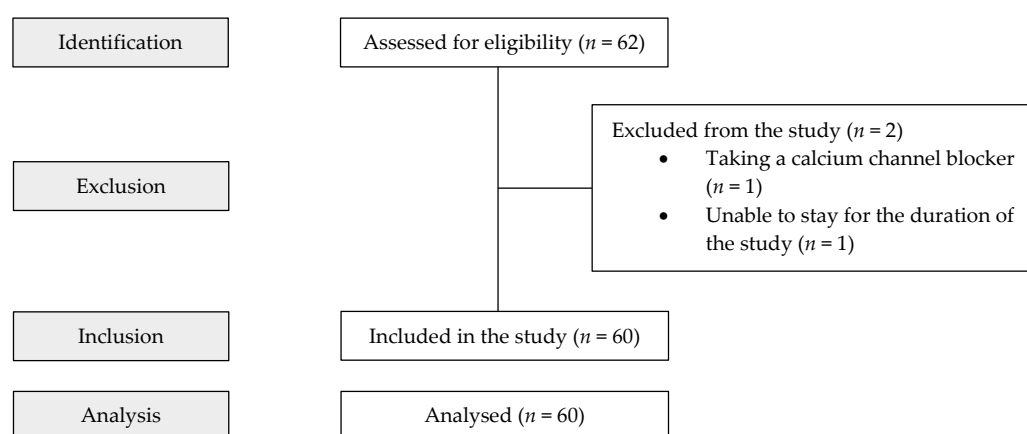 Identification
Assessed for eligibility (n = 62)
Excluded from the study (n = 2)
• Taking a calcium channel blocker
(n = 1)
• Unable to stay for the duration of
the study (n = 1)
Exclusion
Inclusion
Included in the study (n = 60)
Analysis
Analysed (n = 60)